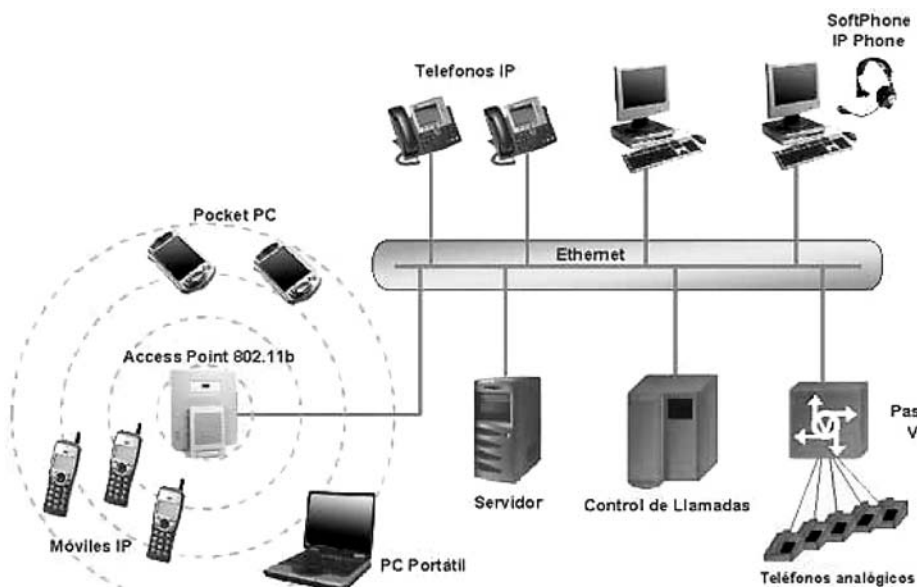 SoftPhone
IP Phone
Telefonos IP
Pocket PC
Ethernet
Access Point 802.11b
Servidor
Control de Llamadas
Móviles IP
PC Portátil
Teléfonos analógicos